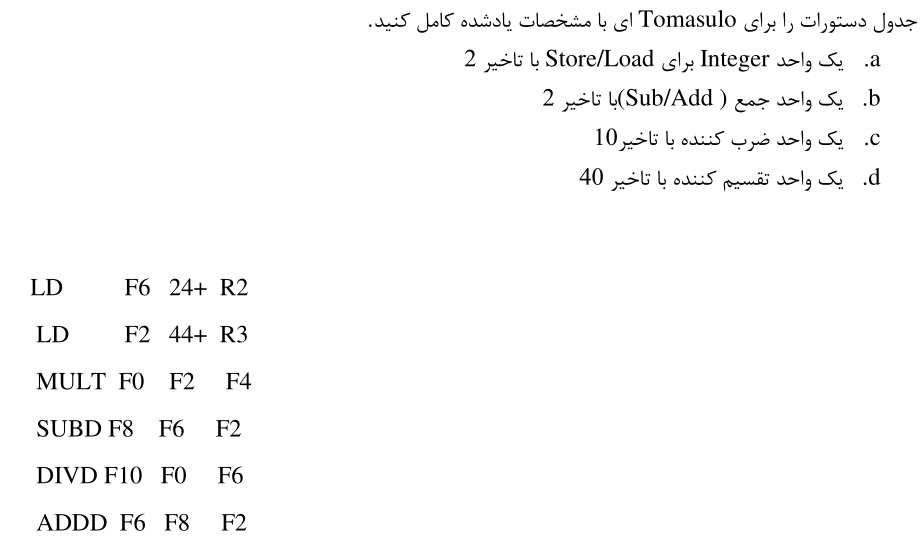 جدول دستورات را برای Tomasulo ای با مشخصات یادشده کامل کنید.
a. یک واحد Integer برای Store/Load با تاخیر 2
b. یک واحد جمع ( Sub/Add)با تاخیر 2
c. یک واحد ضرب کننده با تاخیر10
d. یک واحد تقسیم کننده با تاخیر 40
LD F6 24+ R2
LD F2 44+ R3
MULT F0 F2 F4
SUBD F8 F6 F2
DIVD F10 F0 F6
ADDD F6 F8 F2